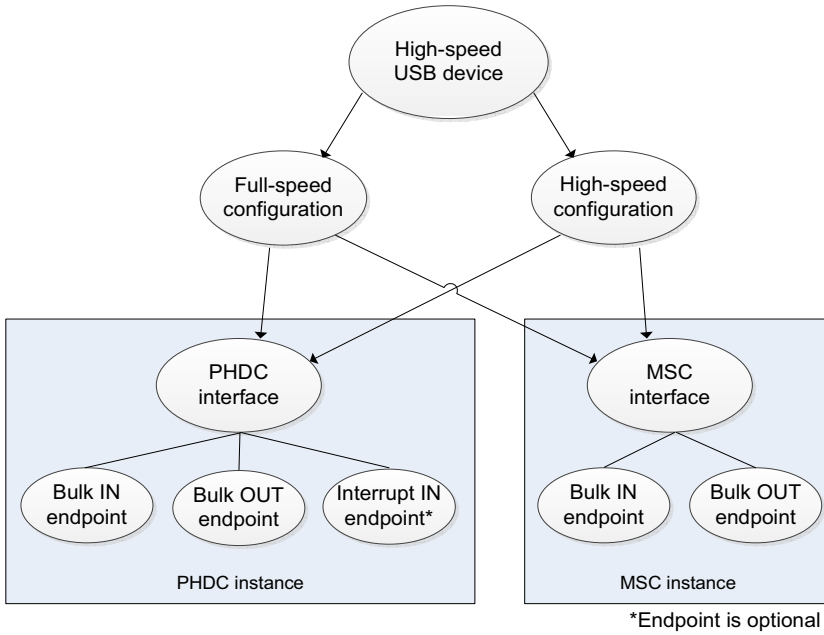 High-speed
USB device
Full-speed
configuration
High-speed
configuration
PHDC
interface
MSC
interface
Bulk IN
endpoint
Bulk OUT
endpoint
Interrupt IN
endpoint*
Bulk IN
endpoint
Bulk OUT
endpoint
PHDC instance
MSC instance
*Endpoint is optional